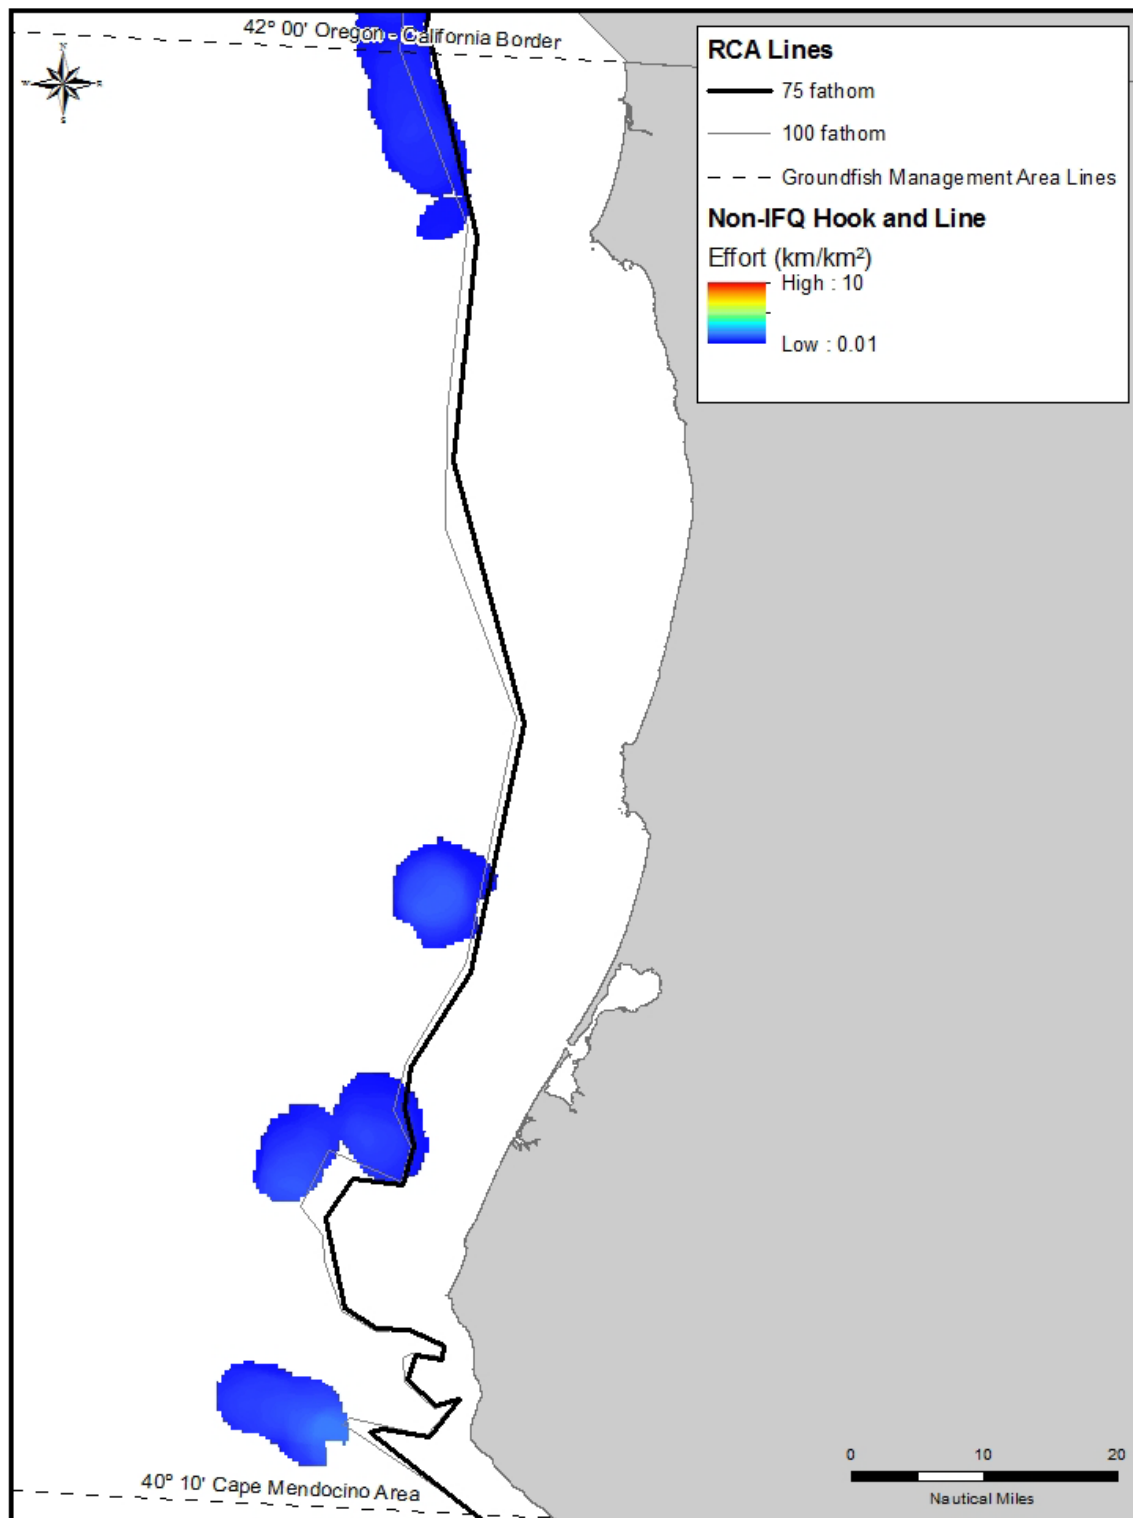 42° 00' Oregon - California Border
N
W
E
S
RCA Lines
75 fathom
100 fathom
Groundfish Management Area Lines
Non-IFQ Hook and Line
Effort (km/km²)
High : 10
Low : 0.01
40° 10' Cape Mendocino Area
0 10 20
Nautical Miles